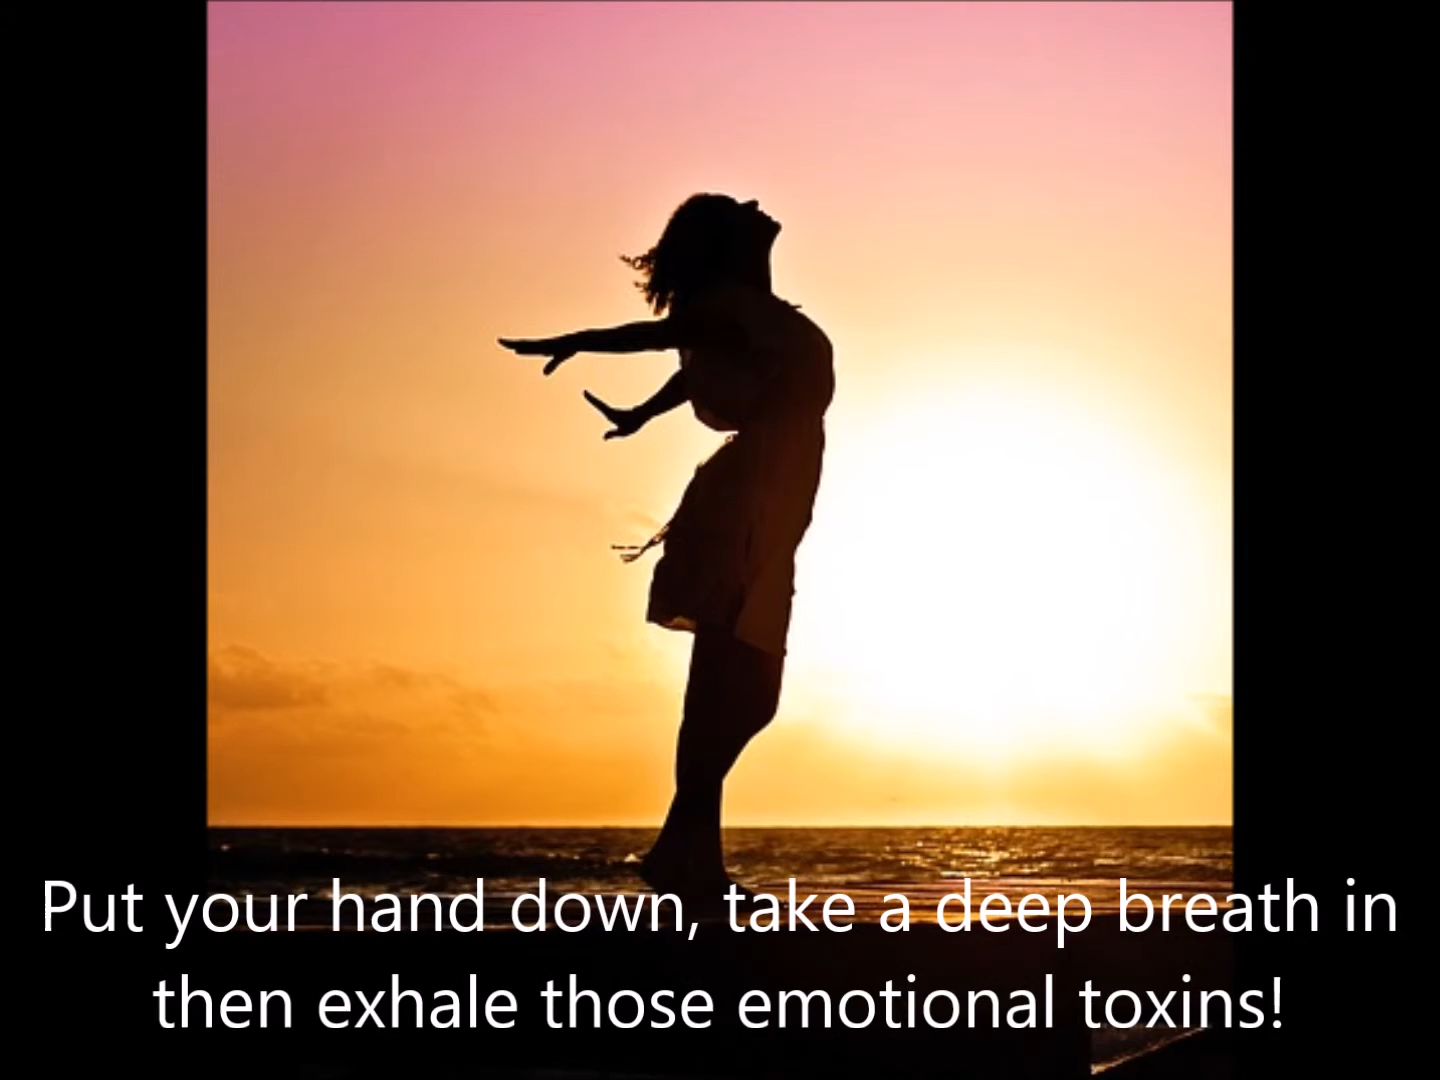 Put your hand down, take a deep breath in
then exhale those emotional toxins!